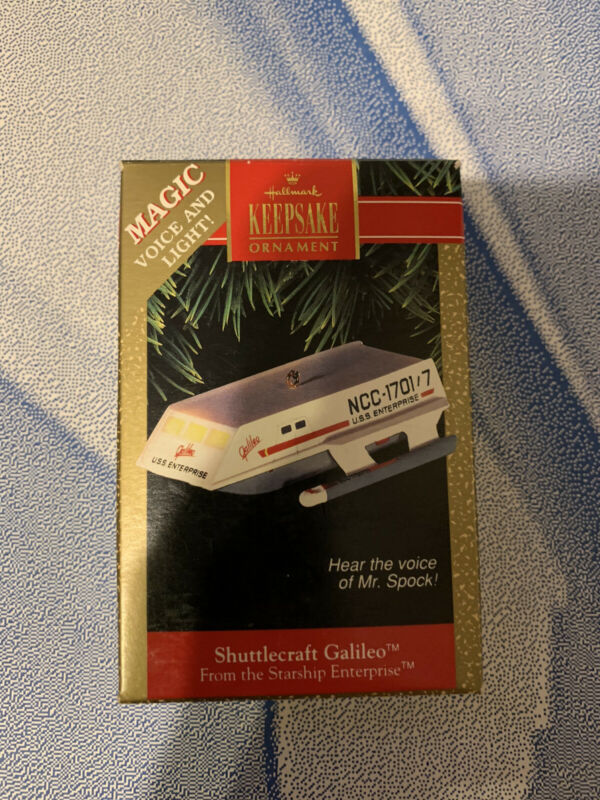 MAGIC
VOICE AND
LIGHT!
Hallmark
KEEPSAKE
ORNAMENT
NCC-1701/7
U.S.S. ENTERPRISE
Galileo
Galileo
U.S.S. ENTERPRISE
Hear the voice
of Mr. Spock!
Shuttlecraft Galileo™
From the Starship Enterprise™